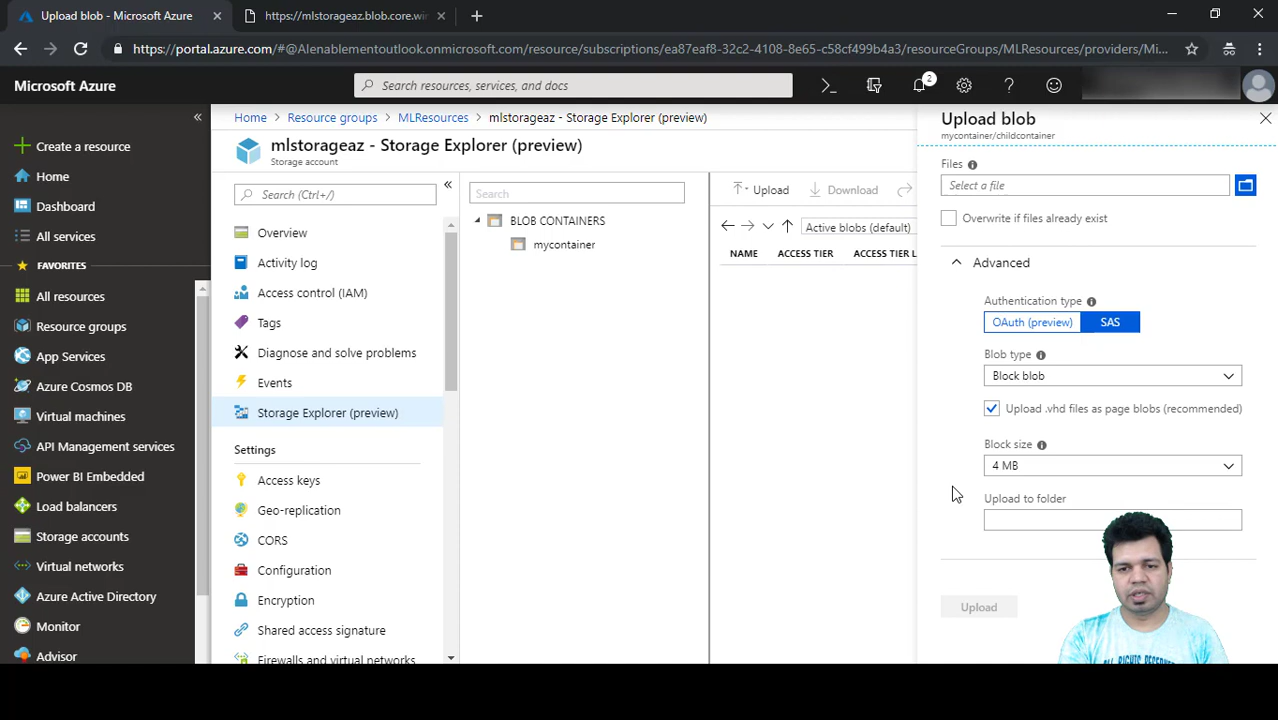 Upload blob - Microsoft Azure
https://mlstorageaz.blob.core.wi
https://portal.azure.com/#@AIenablementoutlook.onmicrosoft.com/resource/subscriptions/ea87eaf8-32c2-4108-8e65-c58cf499b4a3/resourceGroups/MLResources/providers/Mi...
Microsoft Azure
Search resources, services, and docs
2
Home
Resource groups
MLResources
mlstorageaz - Storage Explorer (preview)
mlstorageaz - Storage Explorer (preview)
Storage account
Create a resource
Home
Dashboard
All services
FAVORITES
All resources
Resource groups
App Services
Azure Cosmos DB
Virtual machines
API Management services
Power BI Embedded
Load balancers
Storage accounts
Virtual networks
Azure Active Directory
Monitor
Advisor
Search (Ctrl+/)
Overview
Activity log
Access control (IAM)
Tags
Diagnose and solve problems
Events
Storage Explorer (preview)
Settings
Access keys
Geo-replication
CORS
Configuration
Encryption
Shared access signature
Firewalls and virtual networks
Search
BLOB CONTAINERS
mycontainer
Upload
Download
Active blobs (default)
NAME
ACCESS TIER
ACCESS TIER L
Upload blob
mycontainer/childcontainer
Files
Select a file
Overwrite if files already exist
Advanced
Authentication type
OAuth (preview)
SAS
Blob type
Block blob
Upload .vhd files as page blobs (recommended)
Block size
4 MB
Upload to folder
Upload
ALL RIGHTS RESERVED